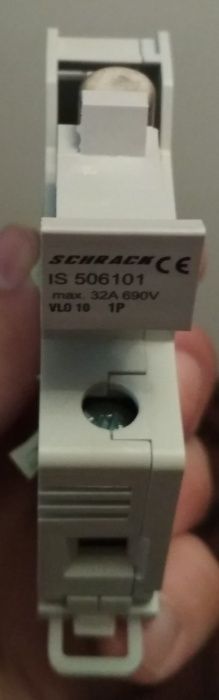 SCHRACK CE
IS 506101
max. 32A 690V
VLC 10 1P